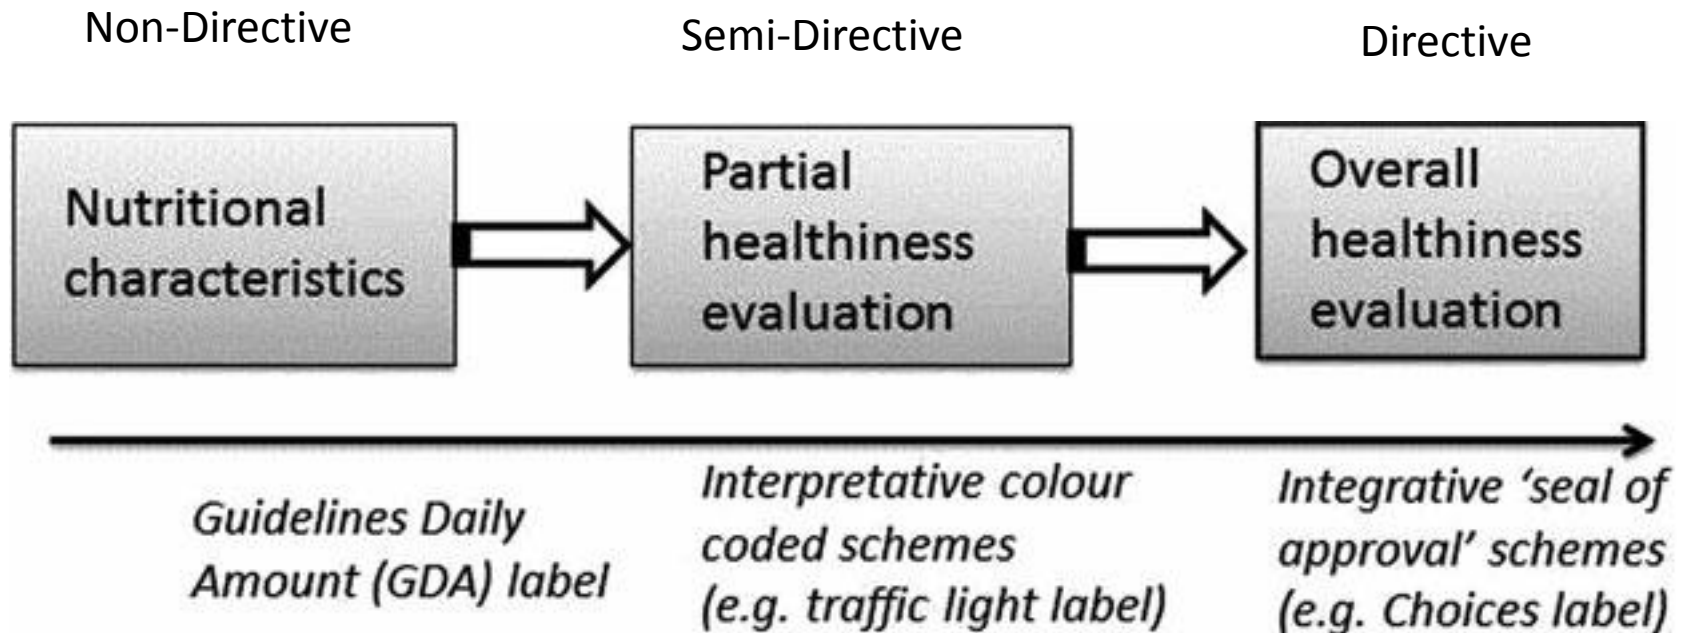 Non-Directive
Semi-Directive
Directive
Nutritional
characteristics
Partial
healthiness
evaluation
Overall
healthiness
evaluation
Guidelines Daily
Amount (GDA) label
Interpretative colour
coded schemes
(e.g. traffic light label)
Integrative ‘seal of
approval’ schemes
(e.g. Choices label)